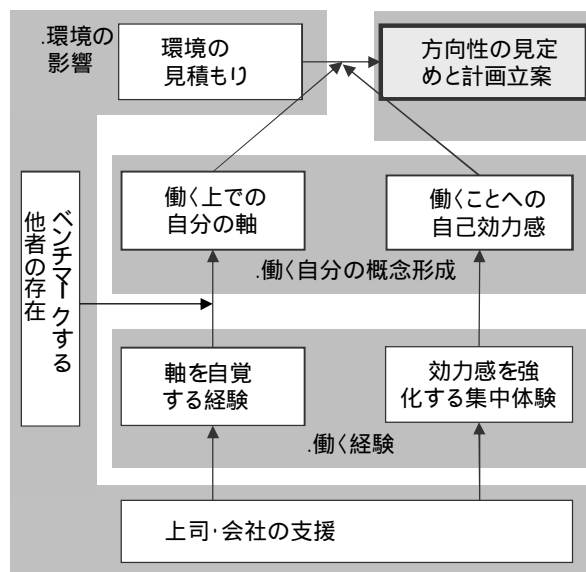 .環境の
影響
環境の
見積もり
方向性の見定
めと計画立案
ベンチマークする
他者の存在
働く上での
自分の軸
働くことへの
自己効力感
.働く自分の概念形成
軸を自覚
する経験
効力感を強
化する集中体験
.働く経験
上司・会社の支援